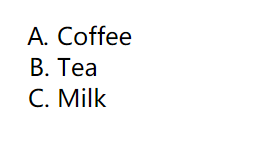 A. Coffee
B. Tea
C. Milk